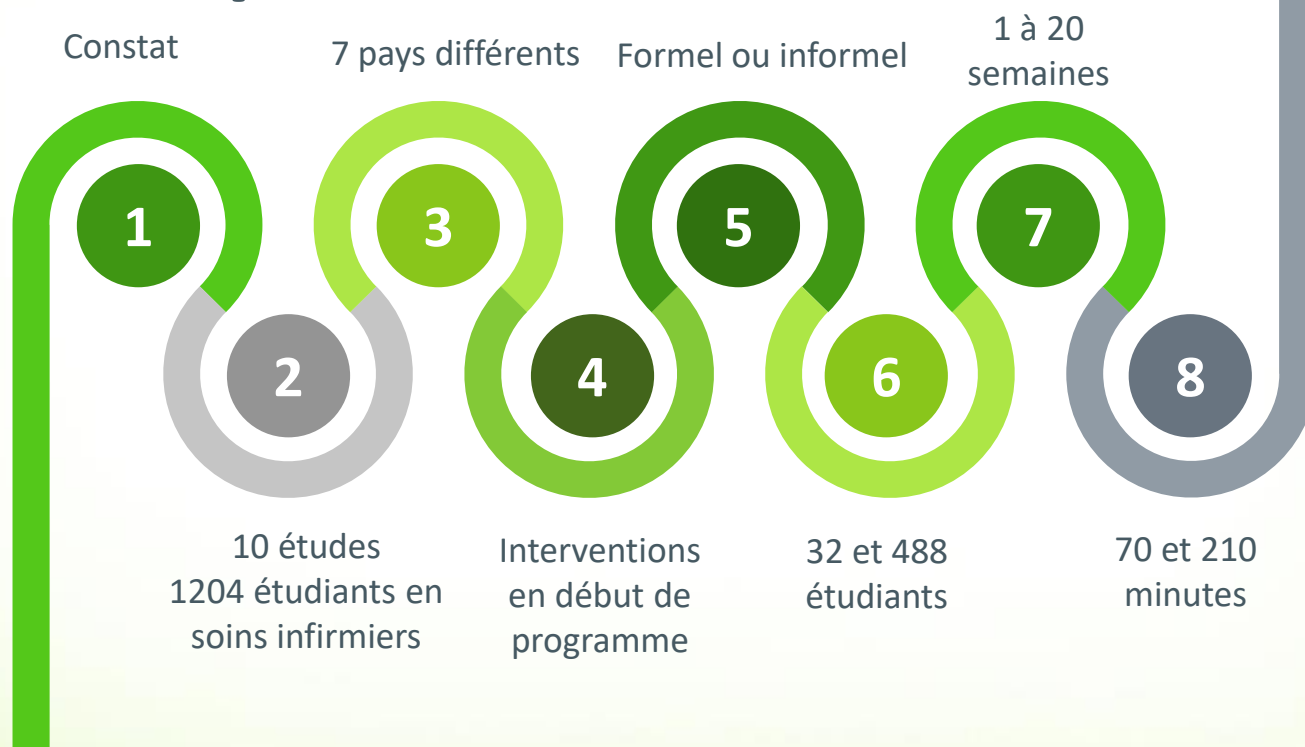 Constat
7 pays différents
Formel ou informel
1 à 20
semaines
1
3
5
7
2
4
6
8
10 études
1204 étudiants en
soins infirmiers
Interventions
en début de
programme
32 et 488
étudiants
70 et 210
minutes